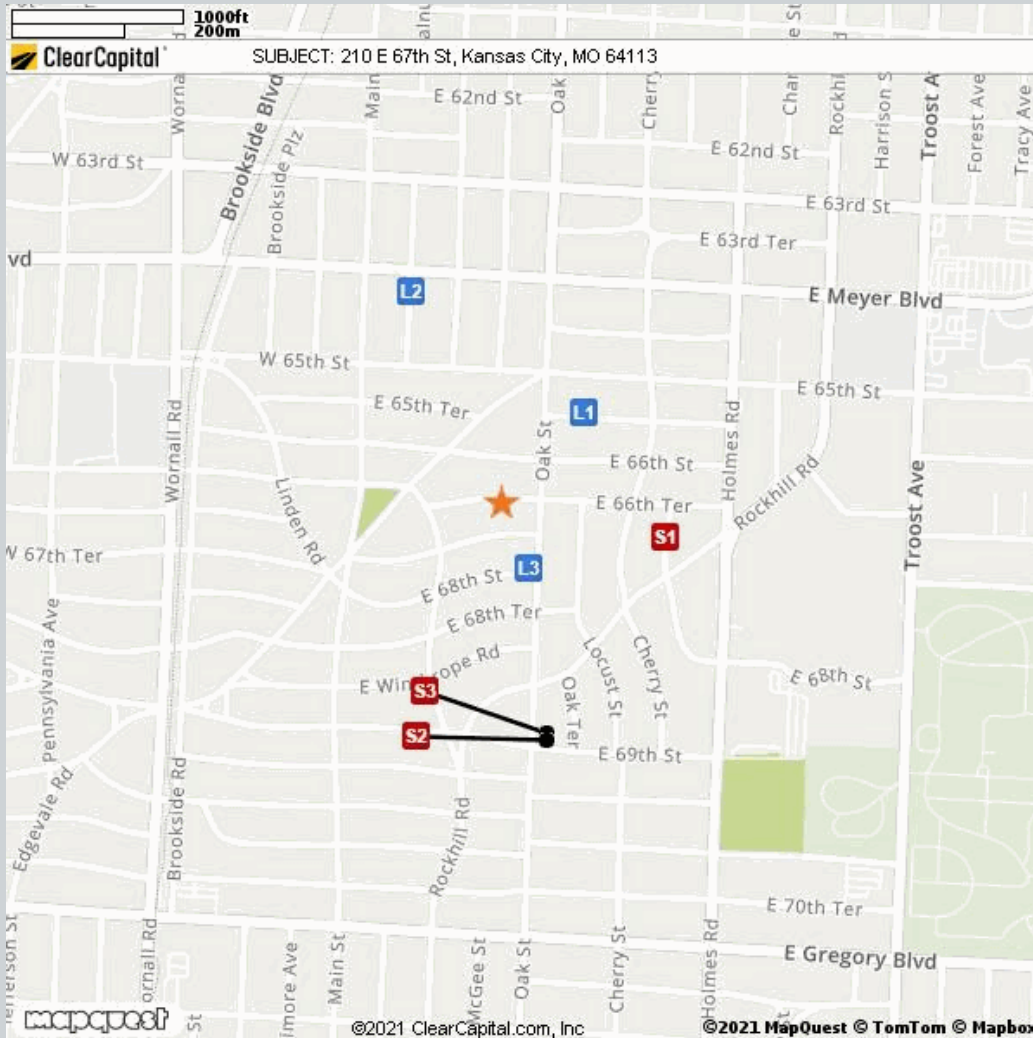 1000ft
200m
ClearCapital
SUBJECT: 210 E 67th St, Kansas City, MO 64113
E 62nd St
Main
Oak
Cherry
Troost A
Harrison S
Forest Ave
Tracy Ave
Brookside Blvd
Brookside Plz
W 63rd St
E 62nd St
E 63rd St
E 63rd Ter
vd
L2
E Meyer Blvd
W 65th St
E 65th St
E 65th Ter
L1
Wornall Rd
Oak St
Holmes Rd
E 66th St
Rockhill Rd
Troost Ave
Linden Rd
E 66th Ter
S1
W 67th Ter
L3
E 68th St
E 68th Ter
Pennsylvania Ave
Locust St
Cherry St
S3
E 68th St
S2
Oak Ter
E 69th St
Edgevale Rd
Brookside Rd
Rockhill Rd
E 70th Ter
E Gregory Blvd
Main St
McGee St
Oak St
Cherry St
Holmes Rd
mapquest
St
©2021 ClearCapital.com, Inc
©2021 MapQuest © TomTom © Mapbox